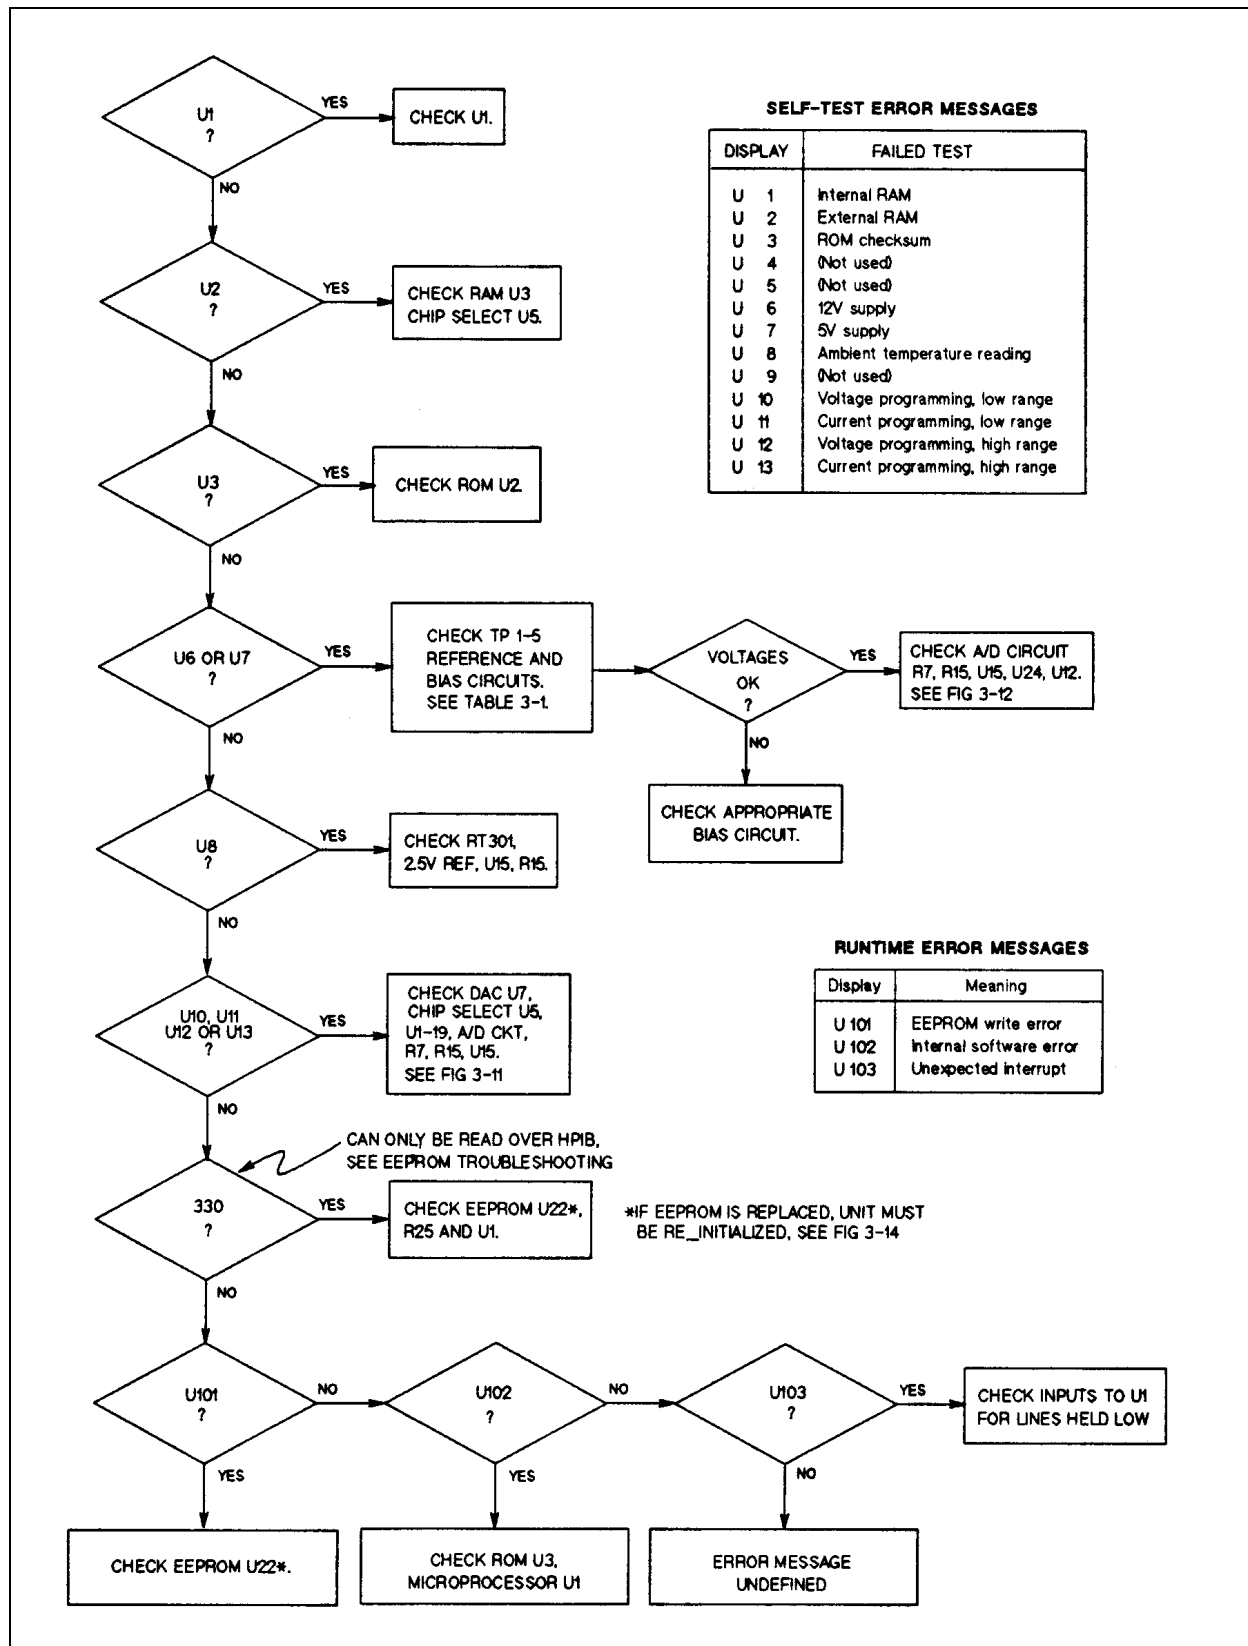 U1
?
YES
CHECK U1.
NO
U2
?
YES
CHECK RAM U3
CHIP SELECT U5.
NO
U3
?
YES
CHECK ROM U2.
NO
U6 OR U7
?
YES
CHECK TP 1-5
REFERENCE AND
BIAS CIRCUITS.
SEE TABLE 3-1.
VOLTAGES
OK
?
YES
CHECK A/D CIRCUIT
R7, R15, U15, U24, U12.
SEE FIG 3-12
NO
CHECK APPROPRIATE
BIAS CIRCUIT.
NO
U8
?
YES
CHECK RT301,
2.5V REF, U15, R15.
NO
U10, U11
U12 OR U13
?
YES
CHECK DAC U7,
CHIP SELECT U5,
U1-19, A/D CKT,
R7, R15, U15.
SEE FIG 3-11
NO
CAN ONLY BE READ OVER HPIB,
SEE EEPROM TROUBLESHOOTING
330
?
YES
CHECK EEPROM U22*,
R25 AND U1.
*IF EEPROM IS REPLACED, UNIT MUST
BE RE_INITIALIZED, SEE FIG 3-14
NO
U101
?
NO
U102
?
NO
U103
?
YES
CHECK INPUTS TO U1
FOR LINES HELD LOW
YES
CHECK EEPROM U22*.
YES
CHECK ROM U3,
MICROPROCESSOR U1
NO
ERROR MESSAGE
UNDEFINED
SELF-TEST ERROR MESSAGES
DISPLAY FAILED TEST
U 1 Internal RAM
U 2 External RAM
U 3 ROM checksum
U 4 (Not used)
U 5 (Not used)
U 6 12V supply
U 7 5V supply
U 8 Ambient temperature reading
U 9 (Not used)
U 10 Voltage programming, low range
U 11 Current programming, low range
U 12 Voltage programming, high range
U 13 Current programming, high range
RUNTIME ERROR MESSAGES
Display Meaning
U 101 EEPROM write error
U 102 Internal software error
U 103 Unexpected interrupt